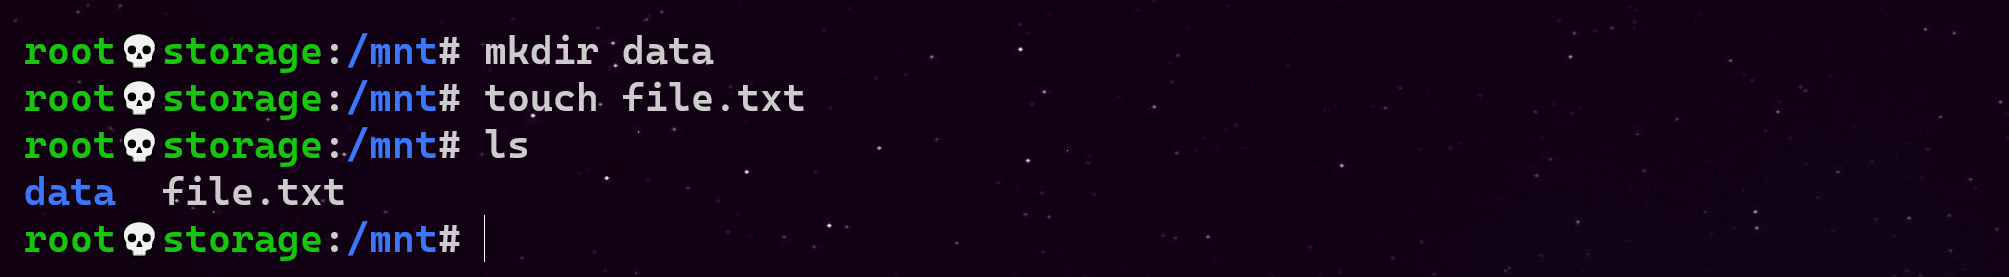 root💀storage:/mnt# mkdir data
root💀storage:/mnt# touch file.txt
root💀storage:/mnt# ls
data  file.txt
root💀storage:/mnt#